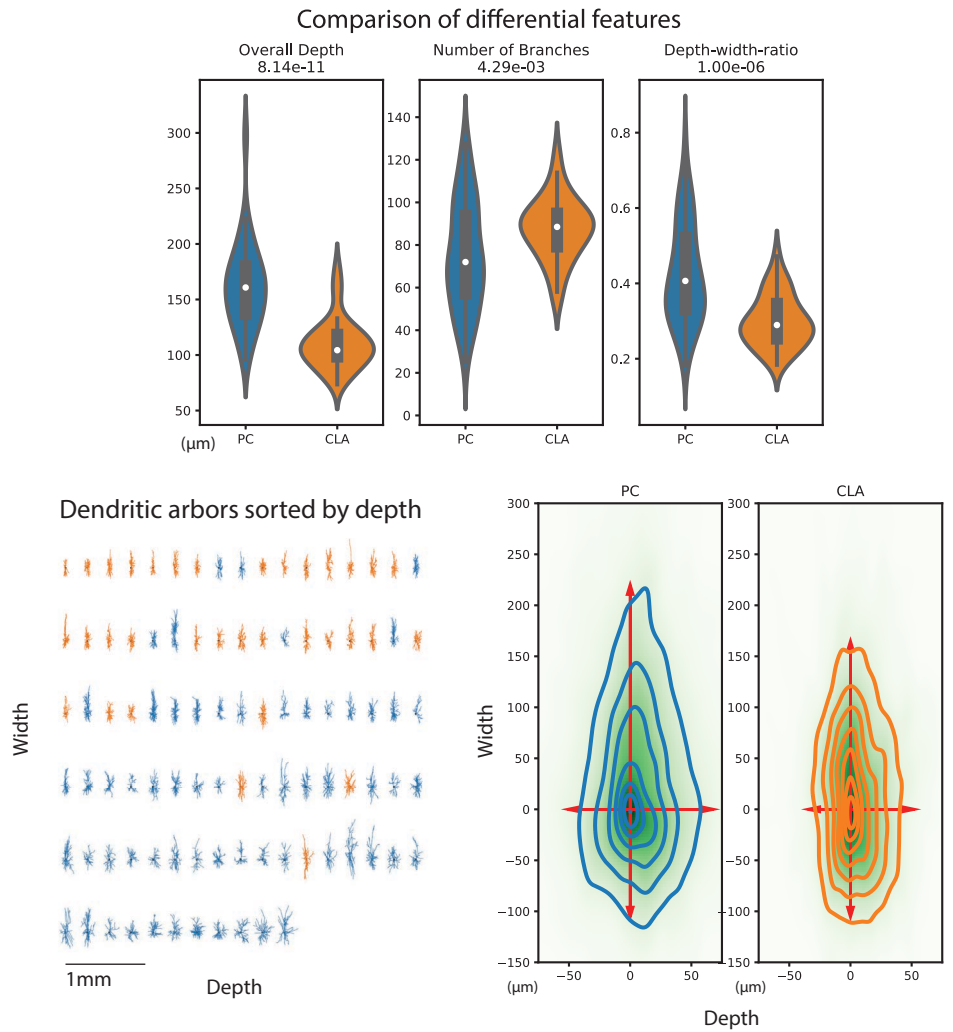 Comparison of differential features
Overall Depth
8.14e-11
Number of Branches
4.29e-03
Depth-width-ratio
1.00e-06
300
250
200
150
100
50
(µm)
PC
CLA
140
120
100
80
60
40
20
0
PC
CLA
0.8
0.6
0.4
0.3
0.2
PC
CLA
Dendritic arbors sorted by depth
Width
1mm
Depth
PC
300
250
200
150
100
50
0
−50
−100
−150
Width
−50
0
50
(µm)
CLA
300
250
200
150
100
50
0
−50
−100
−150
−50
0
50
(µm)
Depth